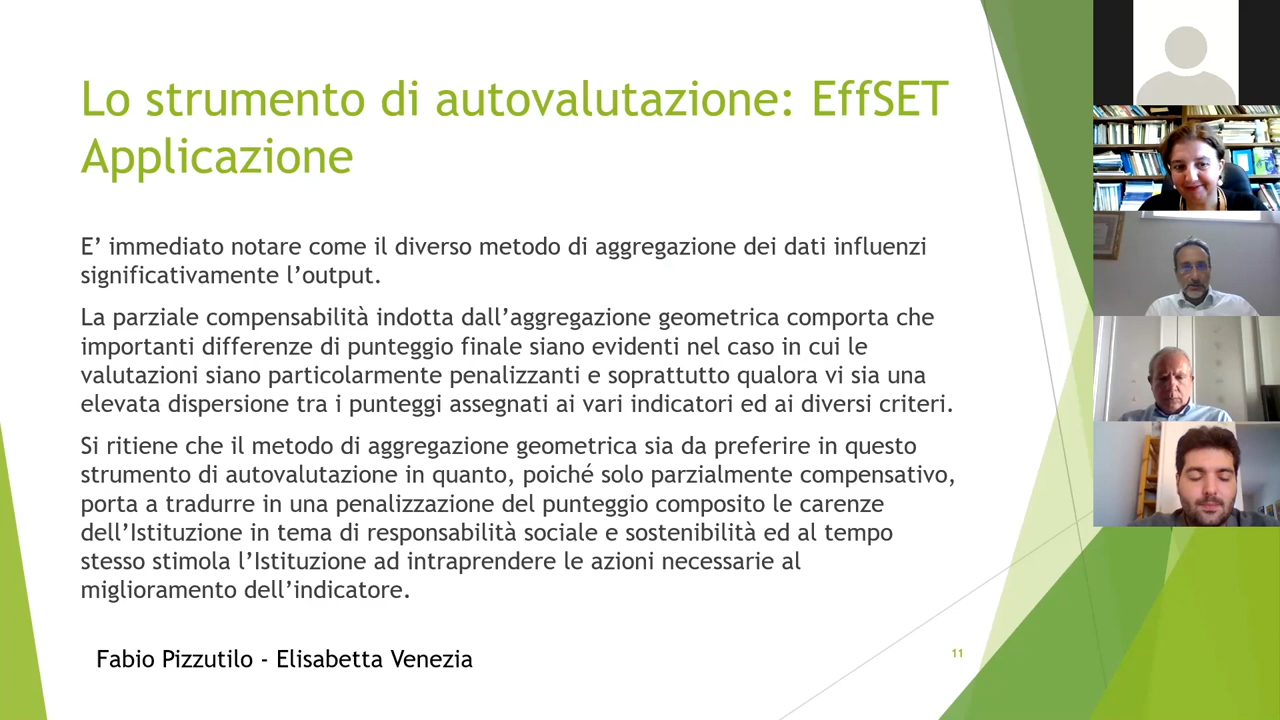 Lo strumento di autovalutazione: EffSET
Applicazione
E’ immediato notare come il diverso metodo di aggregazione dei dati influenzi
significativamente l’output.
La parziale compensabilità indotta dall’aggregazione geometrica comporta che
importanti differenze di punteggio finale siano evidenti nel caso in cui le
valutazioni siano particolarmente penalizzanti e soprattutto qualora vi sia una
elevata dispersione tra i punteggi assegnati ai vari indicatori ed ai diversi criteri.
Si ritiene che il metodo di aggregazione geometrica sia da preferire in questo
strumento di autovalutazione in quanto, poiché solo parzialmente compensativo,
porta a tradurre in una penalizzazione del punteggio composito le carenze
dell’Istituzione in tema di responsabilità sociale e sostenibilità ed al tempo
stesso stimola l’Istituzione ad intraprendere le azioni necessarie al
miglioramento dell’indicatore.
Fabio Pizzutilo - Elisabetta Venezia
11